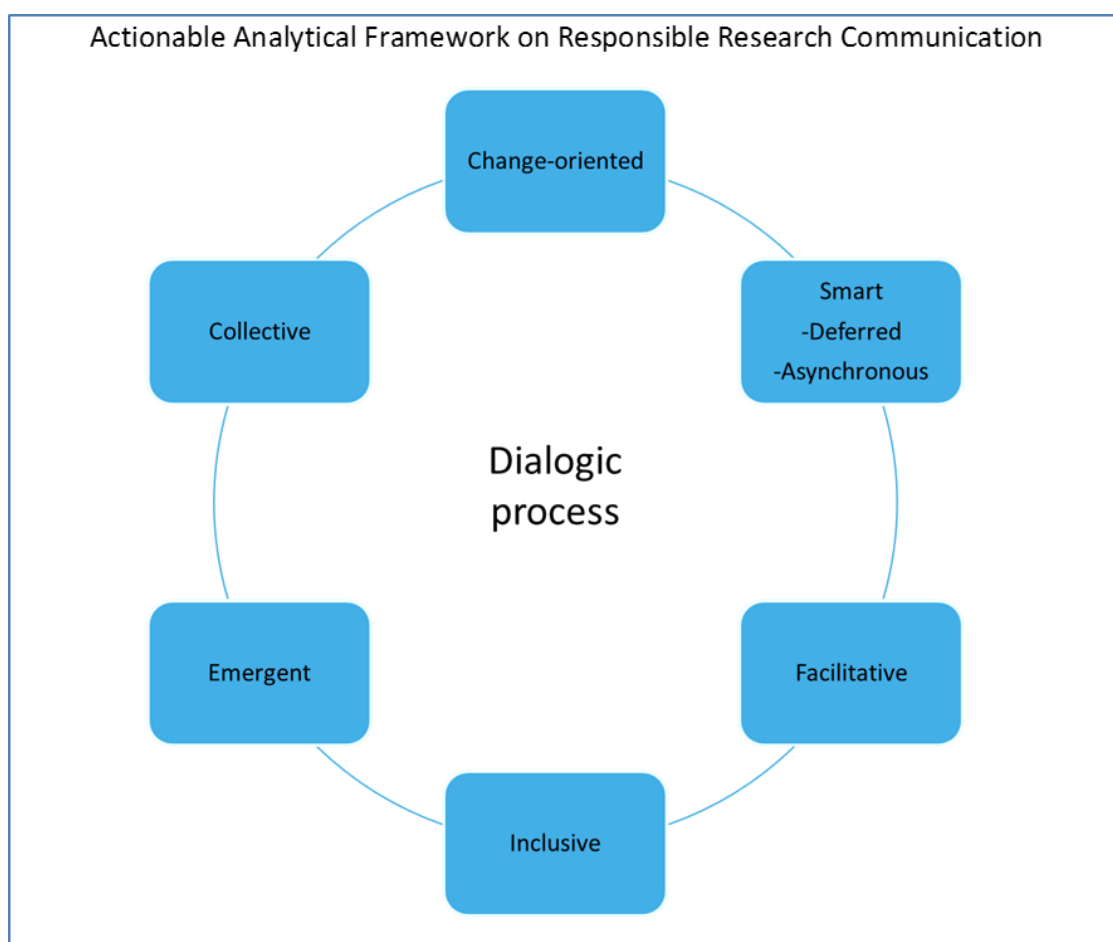 Actionable Analytical Framework on Responsible Research Communication
Change-oriented
Smart
-Deferred
-Asynchronous
Collective
Dialogic
process
Emergent
Facilitative
Inclusive